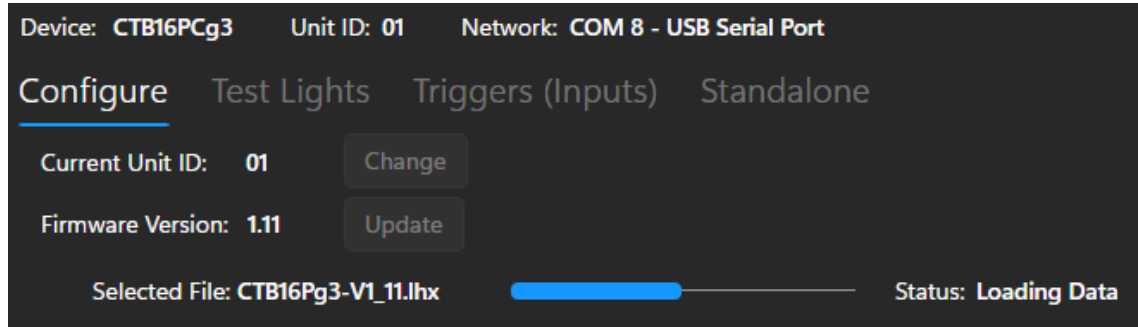 Device: CTB16PCg3 Unit ID: 01 Network: COM 8 - USB Serial Port
Configure Test Lights Triggers (Inputs) Standalone
Current Unit ID: 01 Change
Firmware Version: 1.11 Update
Selected File: CTB16Pg3-V1_11.lhx Status: Loading Data